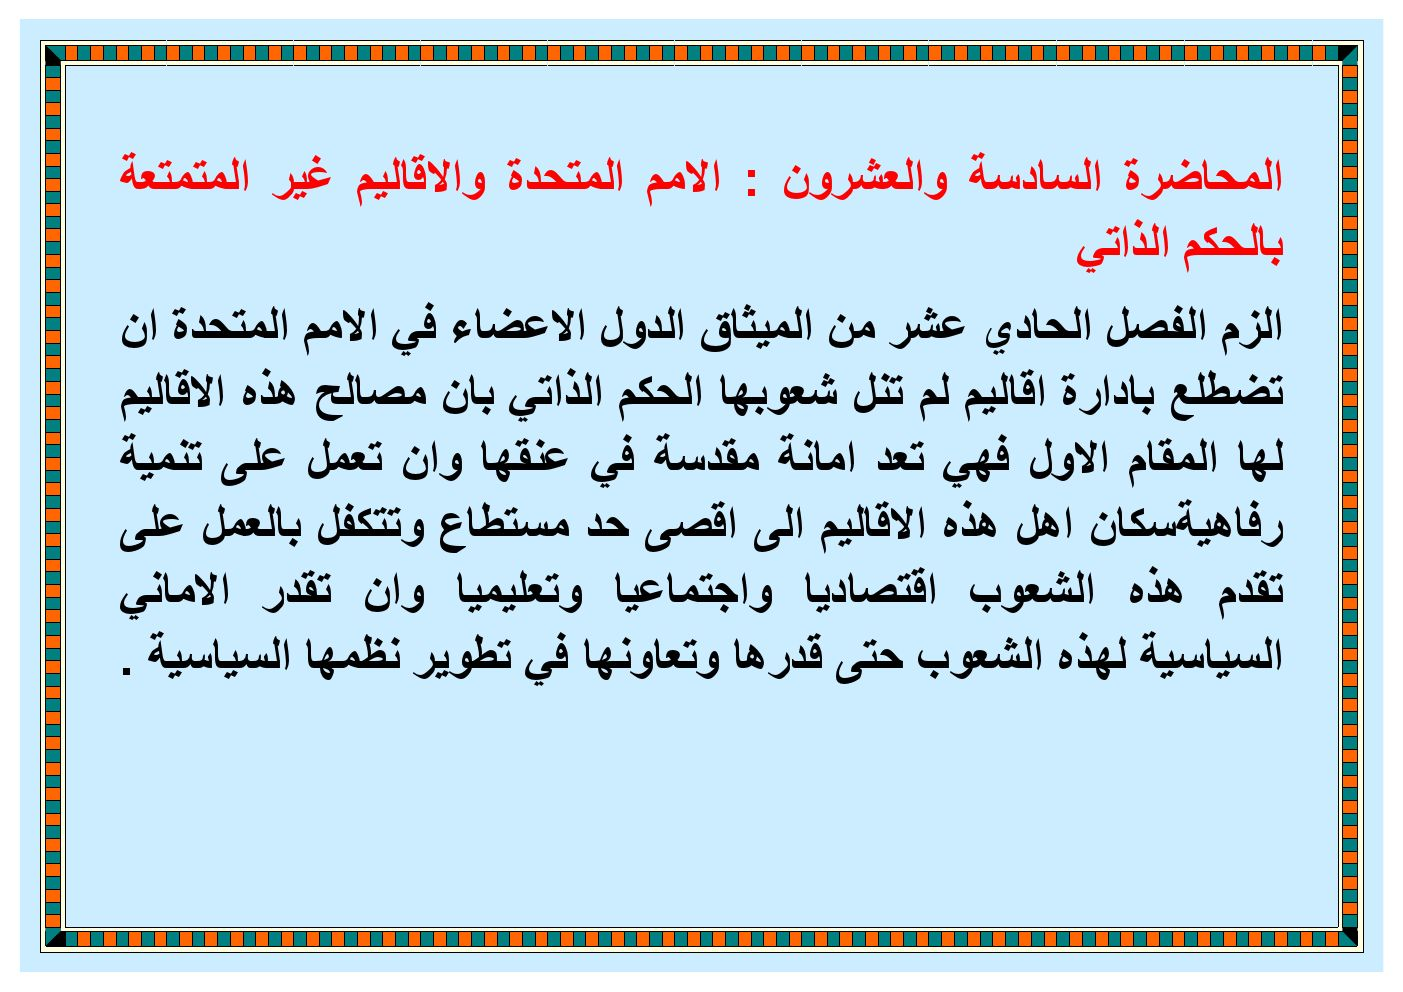 المحاضرة السادسة والعشرون : الامم المتحدة والاقاليم غير المتمتعة
بالحكم الذاتي
الزم الفصل الحادي عشر من الميثاق الدول الاعضاء في الامم المتحدة ان
تضطلع بادارة اقاليم لم تنل شعوبها الحكم الذاتي بان مصالح هذه الاقاليم
لها المقام الاول فهي تعد امانة مقدسة في عنقها وان تعمل على تنمية
رفاهيةسكان اهل هذه الاقاليم الى اقصى حد مستطاع وتتكفل بالعمل على
تقدم هذه الشعوب اقتصاديا واجتماعيا وتعليميا وان تقدر الاماني
السياسية لهذه الشعوب حتى قدرها وتعاونها في تطوير نظمها السياسية .